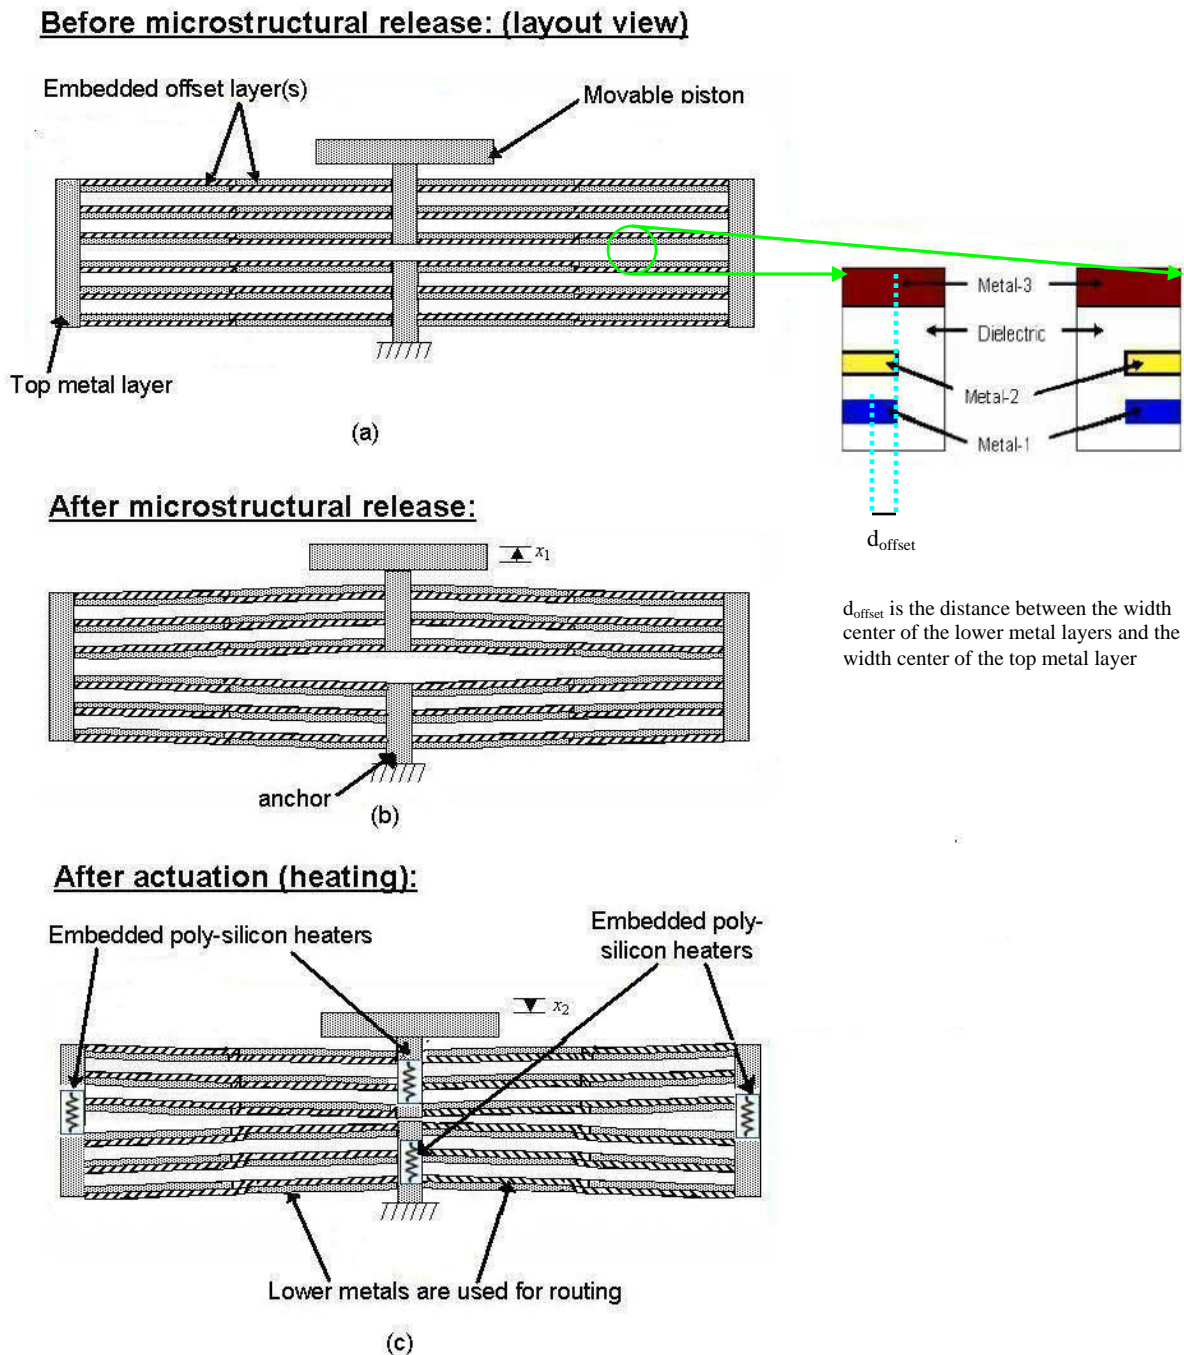 Before microstructural release: (layout view)
Embedded offset layer(s)
Movable piston
Metal-3
Dielectric
Top metal layer
Metal-2
Metal-1
(a)
After microstructural release:
doffset
x1
doffset is the distance between the width
center of the lower metal layers and the
width center of the top metal layer
anchor
(b)
After actuation (heating):
Embedded poly-silicon heaters
Embedded poly-
silicon heaters
x2
Lower metals are used for routing
(c)